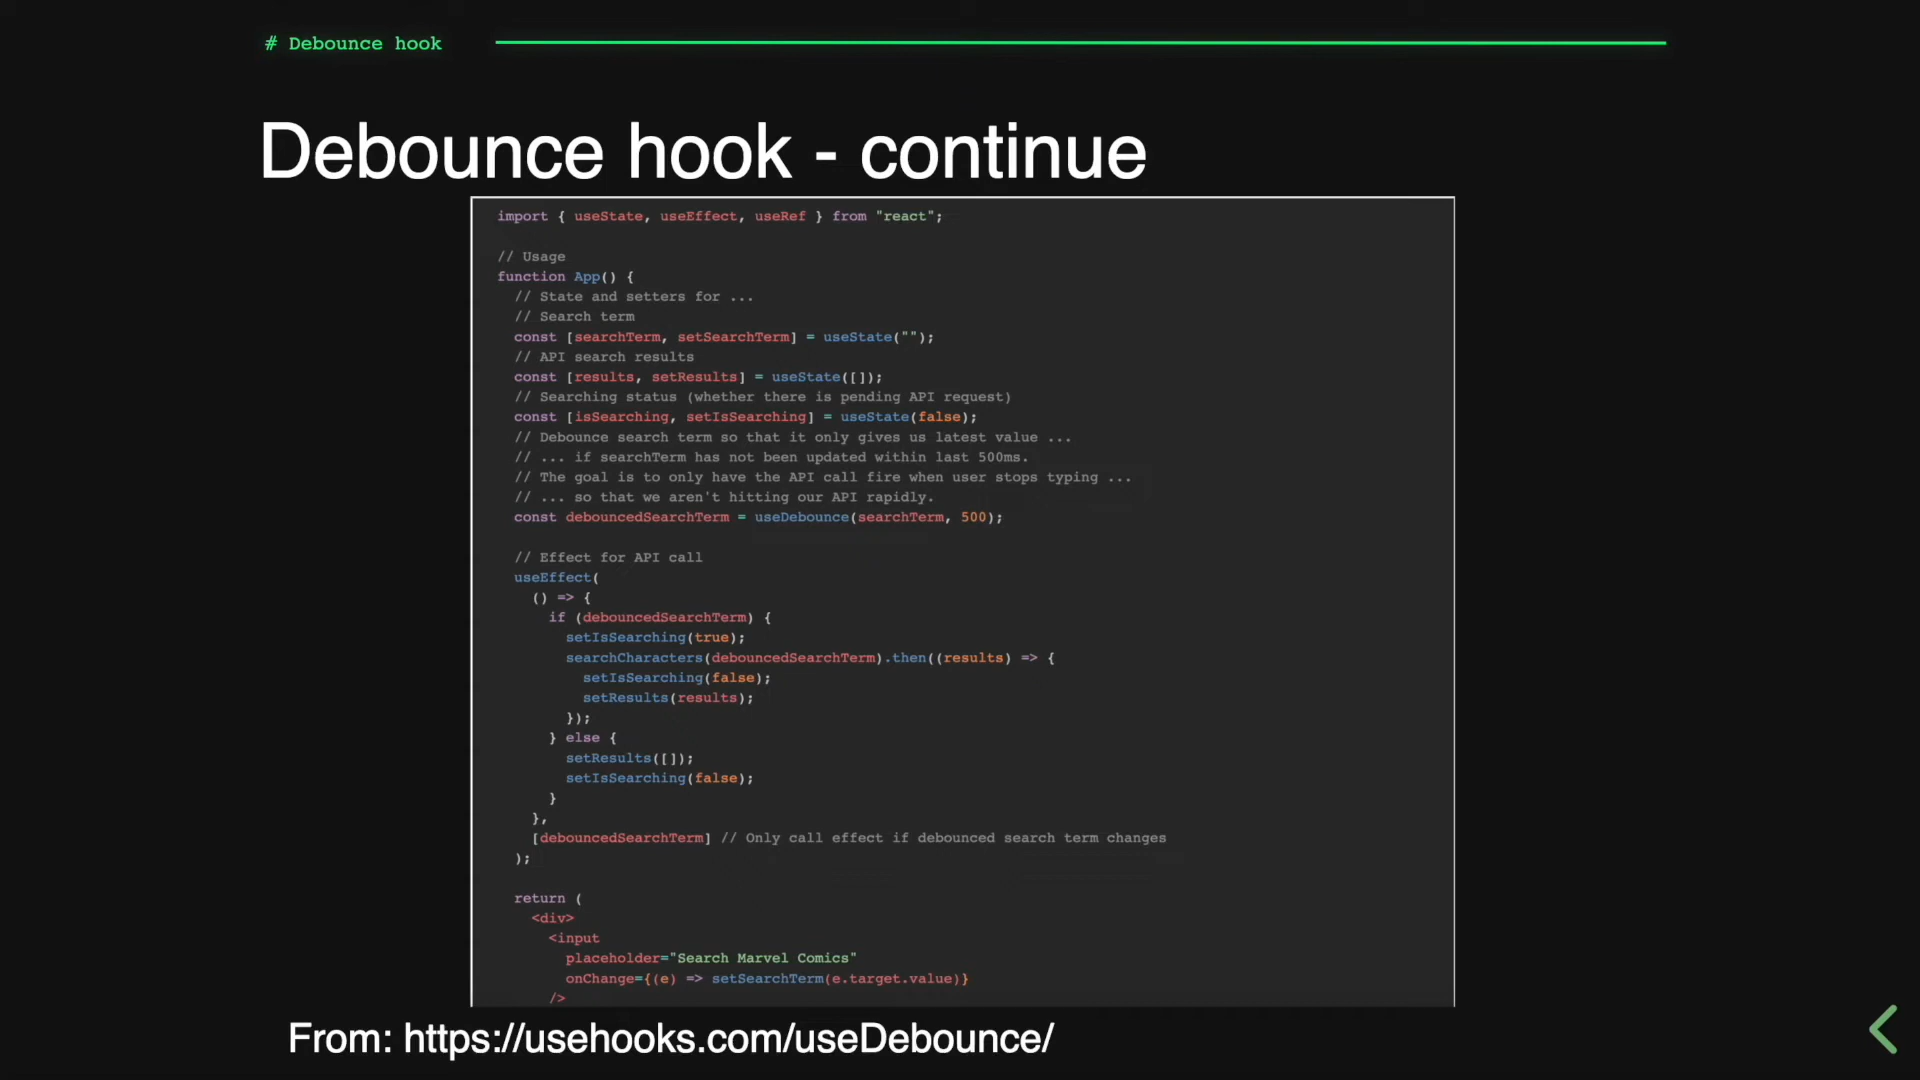 # Debounce hook
Debounce hook - continue
import { useState, useEffect, useRef } from "react";
// Usage
function App() {
// State and setters for ...
// Search term
const [searchTerm, setSearchTerm] = useState("");
// API search results
const [results, setResults] = useState([]);
// Searching status (whether there is pending API request)
const [isSearching, setIsSearching] = useState(false);
// Debounce search term so that it only gives us latest value ...
// ... if searchTerm has not been updated within last 500ms.
// The goal is to only have the API call fire when user stops typing ...
// ... so that we aren't hitting our API rapidly.
const debouncedSearchTerm = useDebounce(searchTerm, 500);
// Effect for API call
useEffect(
() => {
if (debouncedSearchTerm) {
setIsSearching(true);
searchCharacters(debouncedSearchTerm).then((results) => {
setIsSearching(false);
setResults(results);
});
} else {
setResults([]);
setIsSearching(false);
}
},
[debouncedSearchTerm] // Only call effect if debounced search term changes
);
return (
<div>
<input
placeholder="Search Marvel Comics"
onChange={(e) => setSearchTerm(e.target.value)}
/>
From: https://usehooks.com/useDebounce/